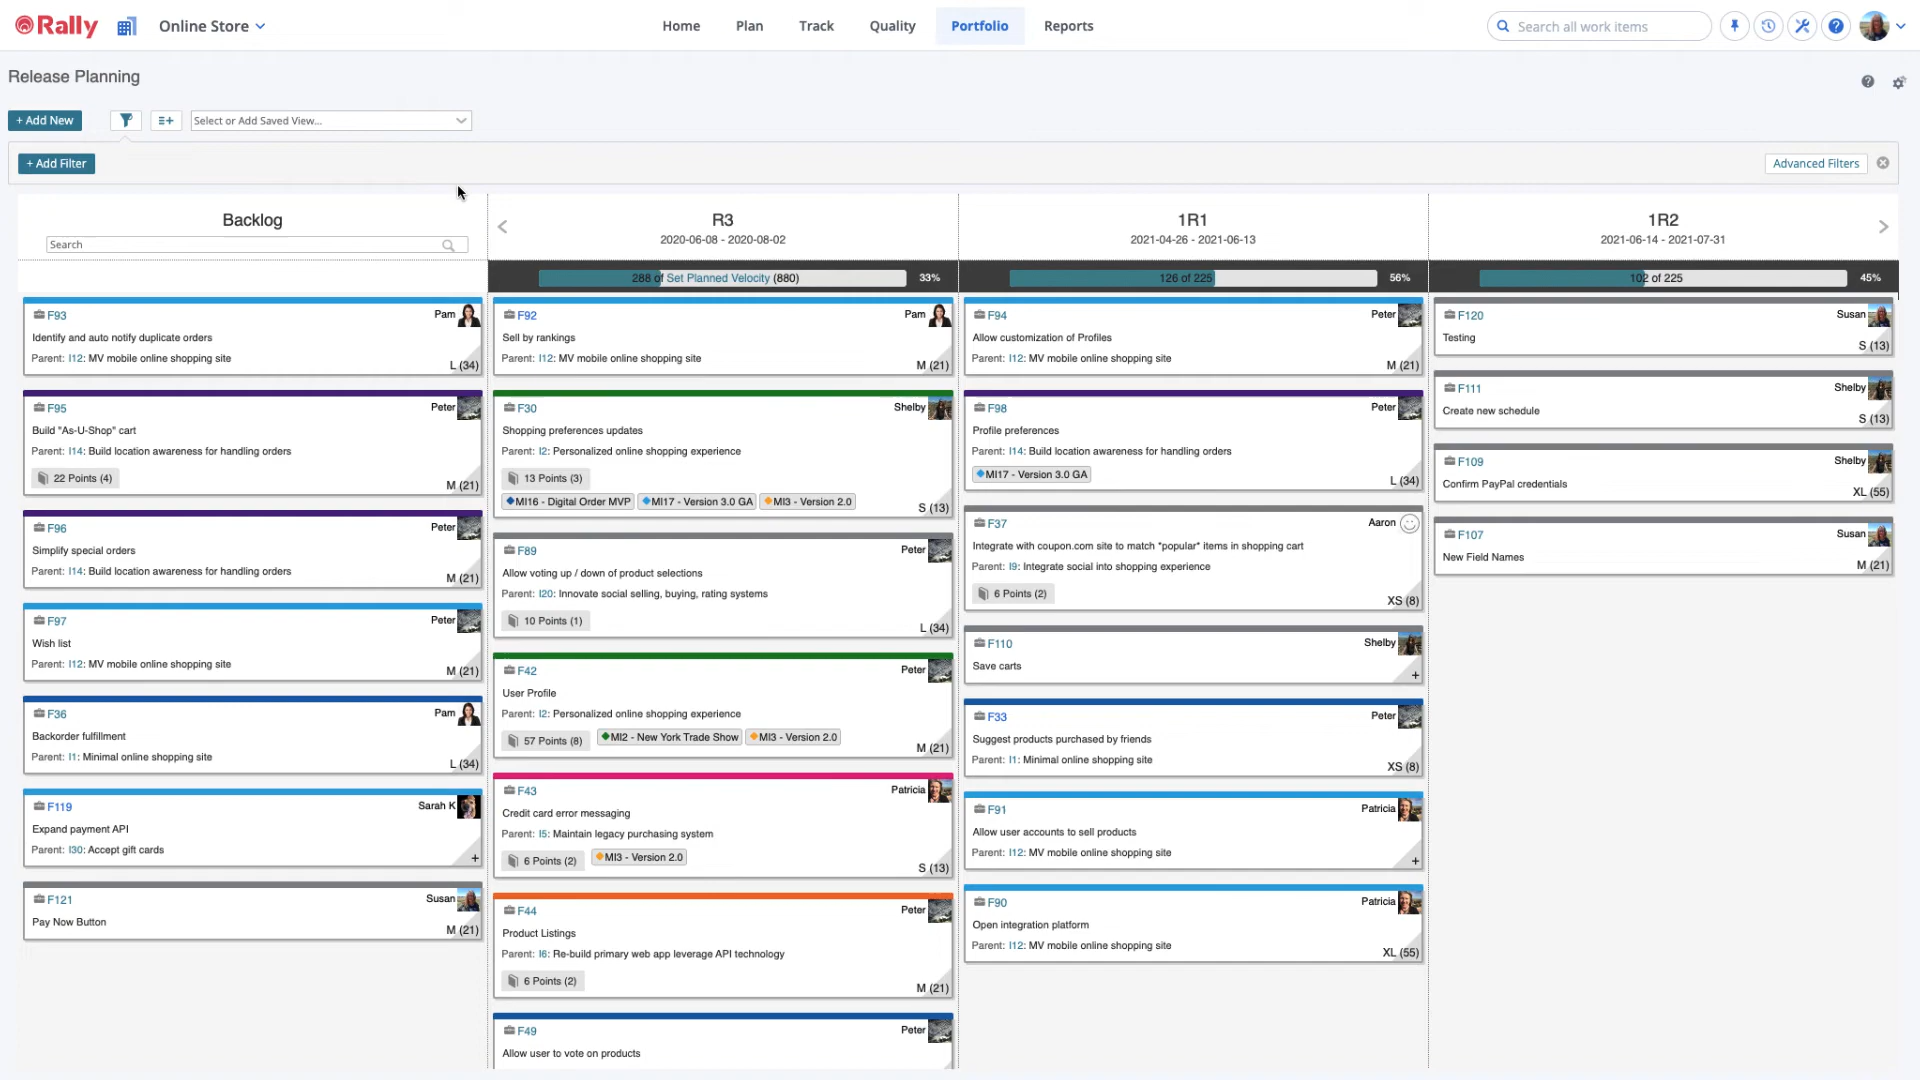 Rally
Online Store
Home
Plan
Track
Quality
Portfolio
Reports
Search all work items
Release Planning
+ Add New
Select or Add Saved View...
+ Add Filter
Advanced Filters
Backlog
Search
R3
2020-06-08 - 2020-08-02
1R1
2021-04-26 - 2021-06-13
1R2
2021-06-14 - 2021-07-31
288 of Set Planned Velocity (880)
33%
126 of 225
56%
102 of 225
45%
F93
Pam
Identify and auto notify duplicate orders
Parent: I12: MV mobile online shopping site
L (34)
F95
Peter
Build "As-U-Shop" cart
Parent: I14: Build location awareness for handling orders
22 Points (4)
M (21)
F96
Peter
Simplify special orders
Parent: I14: Build location awareness for handling orders
M (21)
F97
Peter
Wish list
Parent: I12: MV mobile online shopping site
M (21)
F36
Pam
Backorder fulfillment
Parent: I1: Minimal online shopping site
L (34)
F119
Sarah K
Expand payment API
Parent: I30: Accept gift cards
+
F121
Susan
Pay Now Button
M (21)
F92
Pam
Sell by rankings
Parent: I12: MV mobile online shopping site
M (21)
F30
Shelby
Shopping preferences updates
Parent: I2: Personalized online shopping experience
13 Points (3)
MI16 - Digital Order MVP
MI17 - Version 3.0 GA
MI3 - Version 2.0
S (13)
F89
Peter
Allow voting up / down of product selections
Parent: I20: Innovate social selling, buying, rating systems
10 Points (1)
L (34)
F42
Peter
User Profile
Parent: I2: Personalized online shopping experience
57 Points (8)
MI2 - New York Trade Show
MI3 - Version 2.0
M (21)
F43
Patricia
Credit card error messaging
Parent: I5: Maintain legacy purchasing system
6 Points (2)
MI3 - Version 2.0
S (13)
F44
Peter
Product Listings
Parent: I6: Re-build primary web app leverage API technology
6 Points (2)
M (21)
F49
Peter
Allow user to vote on products
F94
Peter
Allow customization of Profiles
Parent: I12: MV mobile online shopping site
M (21)
F98
Peter
Profile preferences
Parent: I14: Build location awareness for handling orders
MI17 - Version 3.0 GA
L (34)
F37
Aaron
Integrate with coupon.com site to match *popular* items in shopping cart
Parent: I9: Integrate social into shopping experience
6 Points (2)
XS (8)
F110
Shelby
Save carts
+
F33
Peter
Suggest products purchased by friends
Parent: I1: Minimal online shopping site
XS (8)
F91
Patricia
Allow user accounts to sell products
Parent: I12: MV mobile online shopping site
+
F90
Patricia
Open integration platform
Parent: I12: MV mobile online shopping site
XL (55)
F120
Susan
Testing
S (13)
F111
Shelby
Create new schedule
S (13)
F109
Shelby
Confirm PayPal credentials
XL (55)
F107
Susan
New Field Names
M (21)